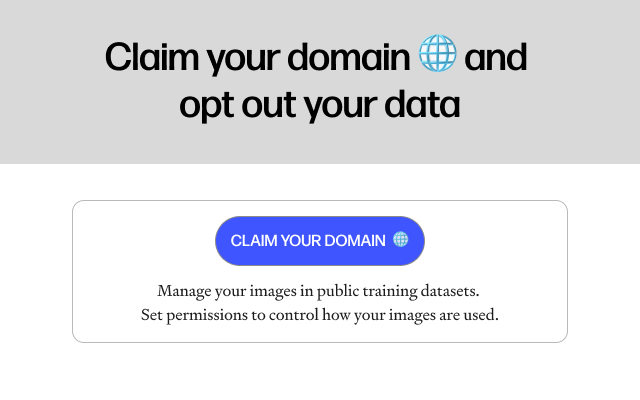 Claim your domain 🌐 and
opt out your data
CLAIM YOUR DOMAIN 🌐
Manage your images in public training datasets.
Set permissions to control how your images are used.